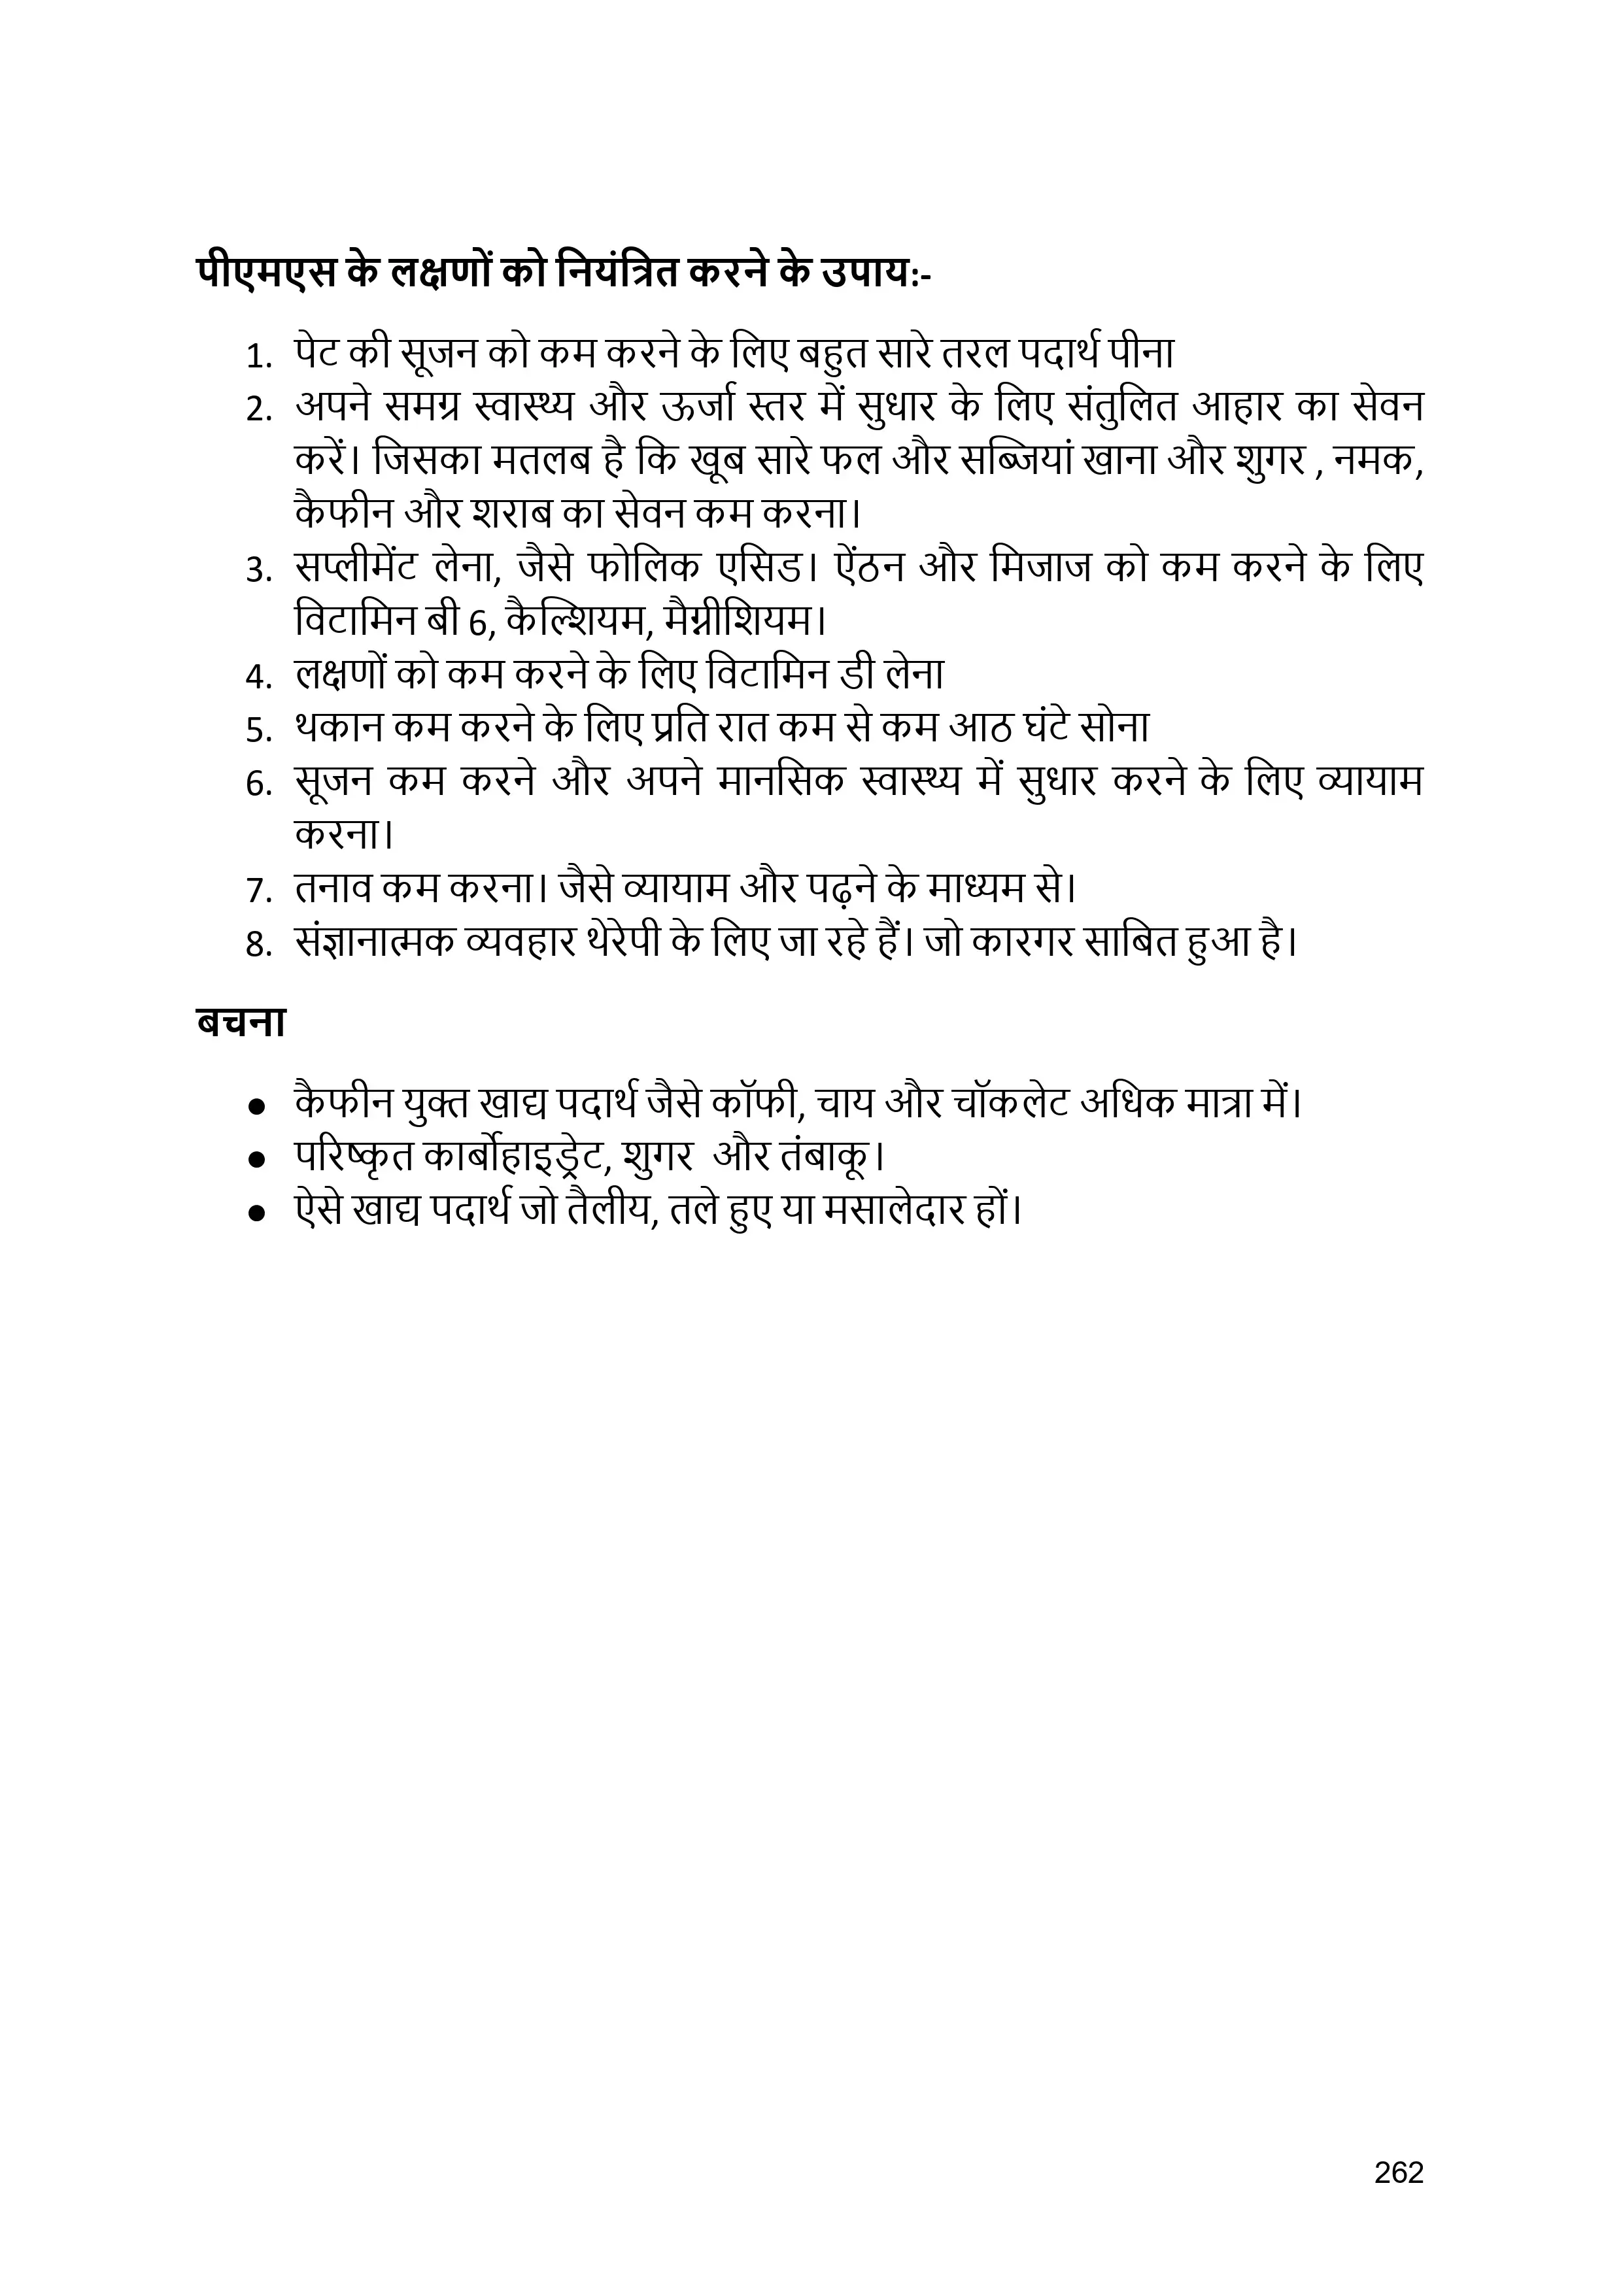 पीएमएस के लक्षणों को नियंत्रित करने के उपाय:-
1. पेट की सूजन को कम करने के लिए बहुत सारे तरल पदार्थ पीना
2. अपने समग्र स्वास्थ्य और ऊर्जा स्तर में सुधार के लिए संतुलित आहार का सेवन
करें। जिसका मतलब है कि खूब सारे फल और सब्जियां खाना और शुगर , नमक,
कैफीन और शराब का सेवन कम करना।
3. सप्लीमेंट लेना, जैसे फोलिक एसिड। ऐंठन और मिजाज को कम करने के लिए
विटामिन बी 6, कैल्शियम, मैग्नीशियम।
4. लक्षणों को कम करने के लिए विटामिन डी लेना
5. थकान कम करने के लिए प्रति रात कम से कम आठ घंटे सोना
6. सूजन कम करने और अपने मानसिक स्वास्थ्य में सुधार करने के लिए व्यायाम
करना।
7. तनाव कम करना। जैसे व्यायाम और पढ़ने के माध्यम से।
8. संज्ञानात्मक व्यवहार थेरेपी के लिए जा रहे हैं। जो कारगर साबित हुआ है।
बचना
● कैफीन युक्त खाद्य पदार्थ जैसे कॉफी, चाय और चॉकलेट अधिक मात्रा में।
● परिष्कृत कार्बोहाइड्रेट, शुगर  और तंबाकू।
● ऐसे खाद्य पदार्थ जो तैलीय, तले हुए या मसालेदार हों।
262